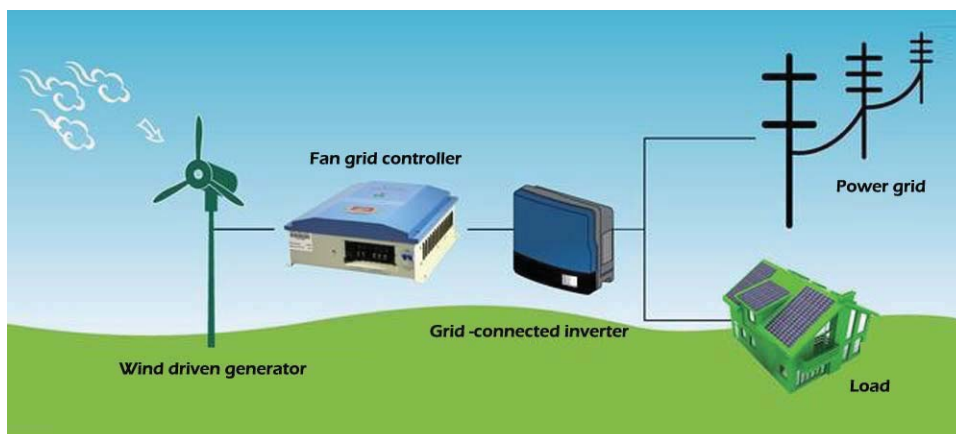 Fan grid controller
Power grid
Grid -connected inverter
Wind driven generator
Load